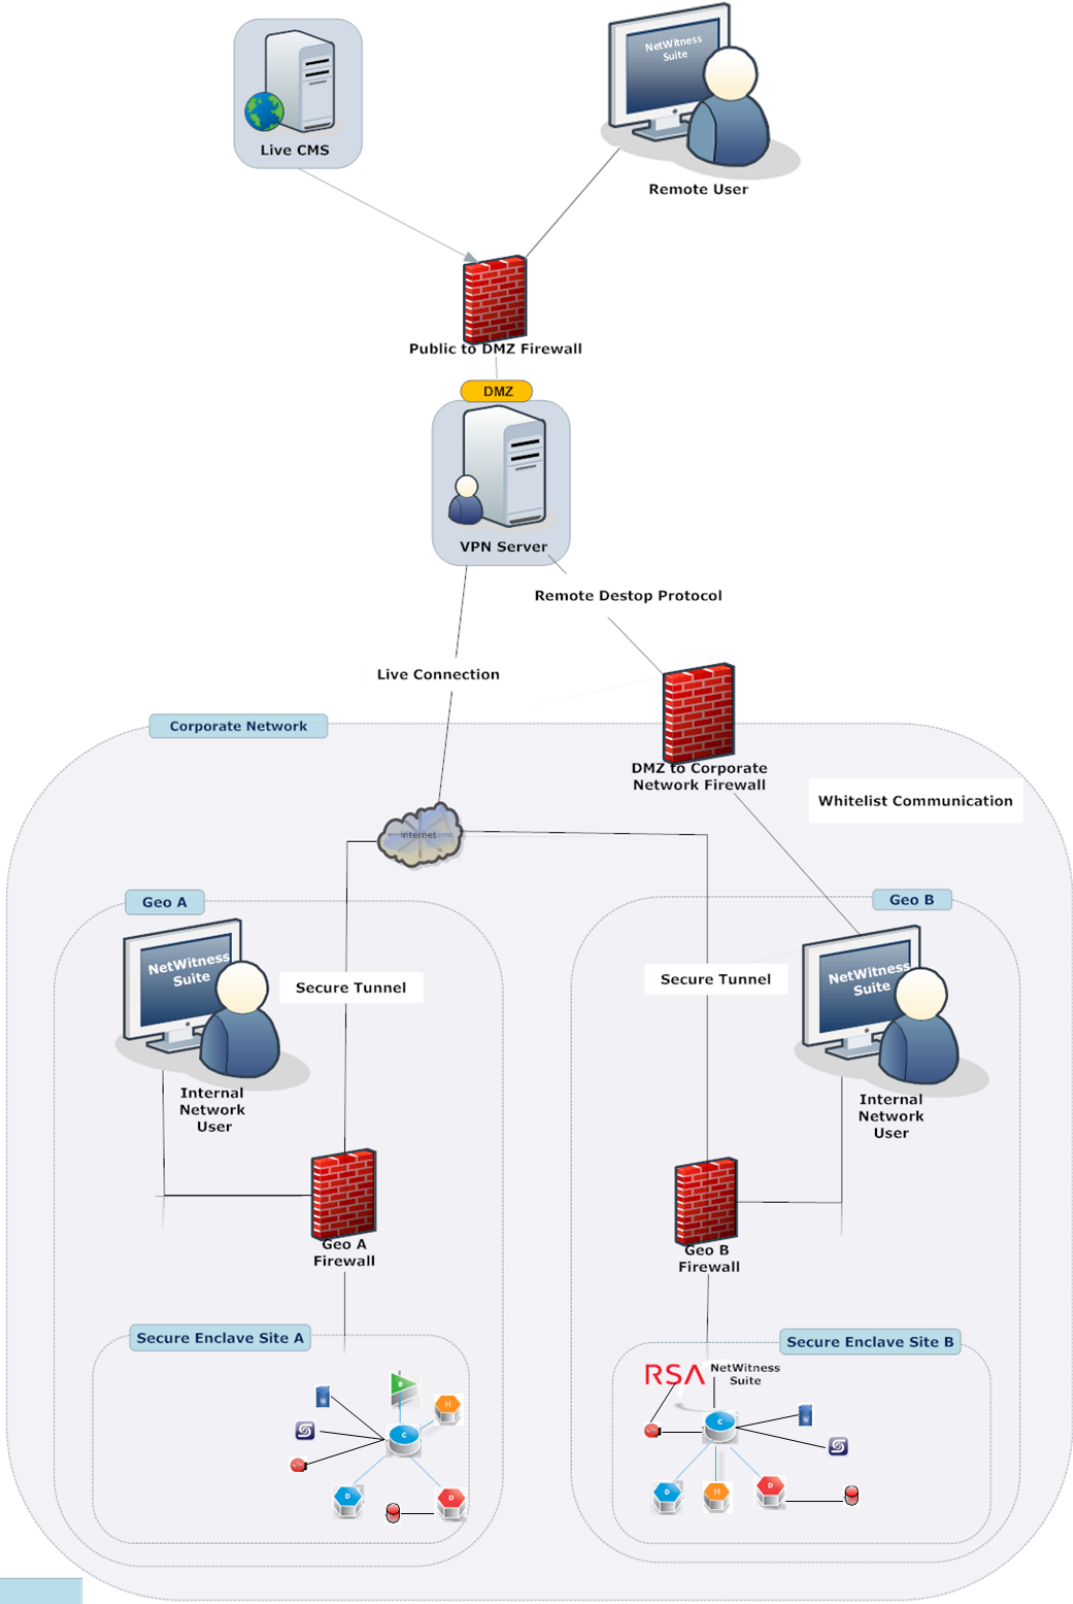 NetWitness
Suite
Live CMS
Remote User
Public to DMZ Firewall
DMZ
VPN Server
Remote Destop Protocol
Live Connection
Corporate Network
DMZ to Corporate
Network Firewall
Whitelist Communication
internet
Geo A
Geo B
NetWitness
Suite
Secure Tunnel
Secure Tunnel
NetWitness
Suite
Internal
Network
User
Internal
Network
User
Geo A
Firewall
Geo B
Firewall
Secure Enclave Site A
Secure Enclave Site B
RSA NetWitness
Suite
W
B
H
C
D
D
C
W
D
H
D